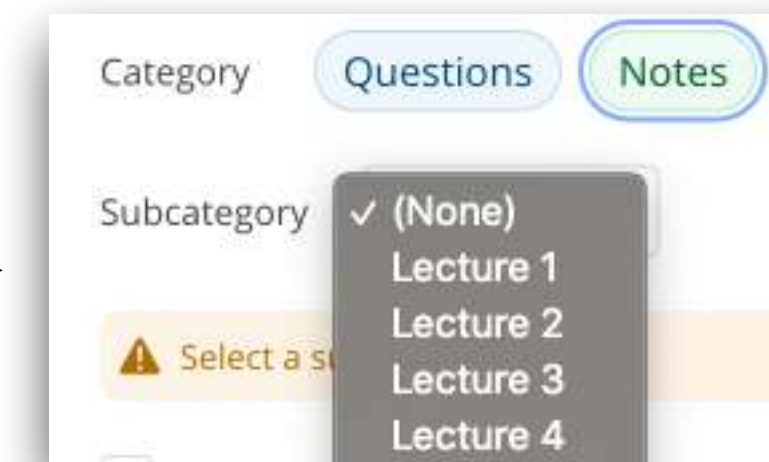 Category Questions Notes
Subcategory ✓ (None)
Lecture 1
Lecture 2
Select a
Lecture 3
Lecture 4